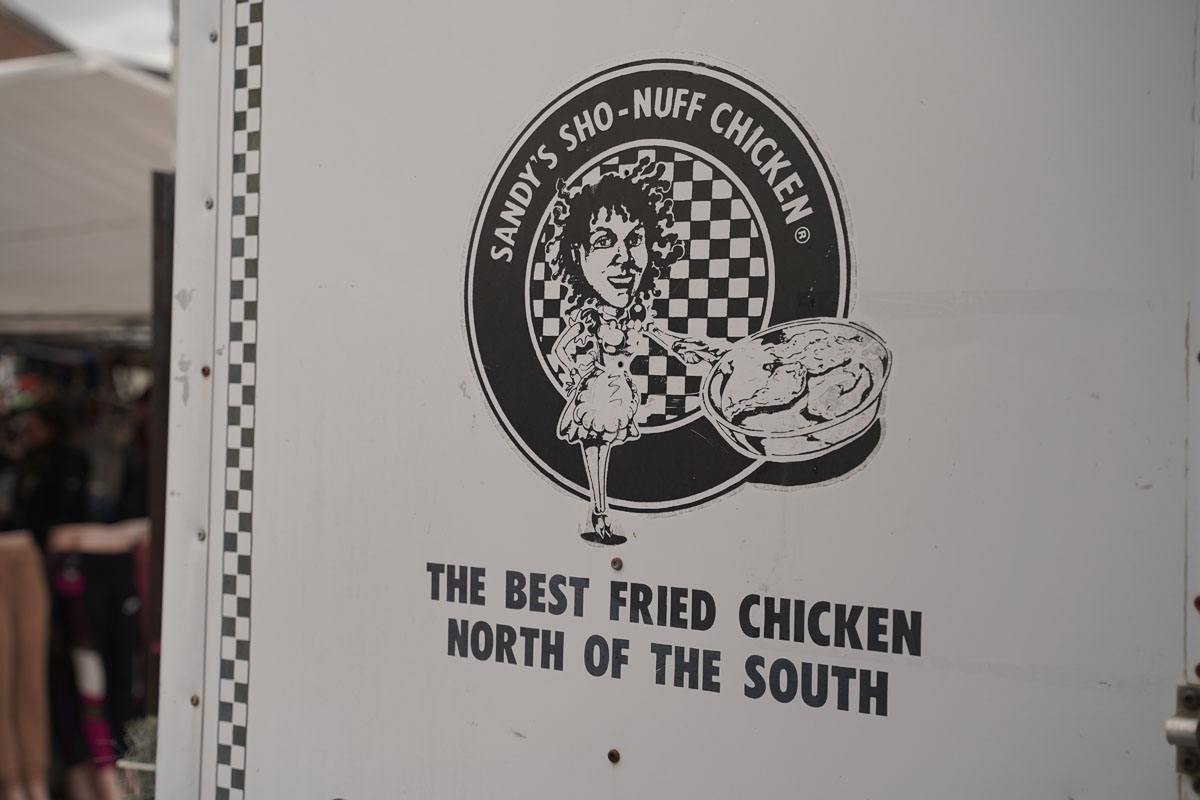 SANDY'S SHO-NUFF CHICKEN ®
THE BEST FRIED CHICKEN
NORTH OF THE SOUTH